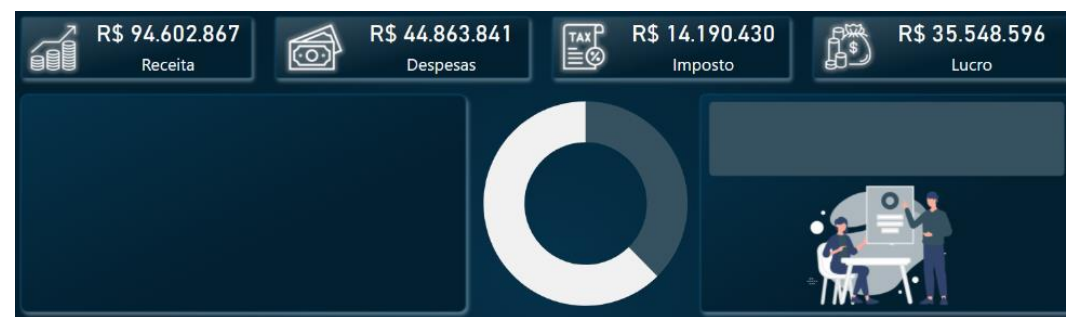 R$ 94.602.867
Receita
R$ 44.863.841
Despesas
TAX
R$ 14.190.430
Imposto
R$ 35.548.596
Lucro